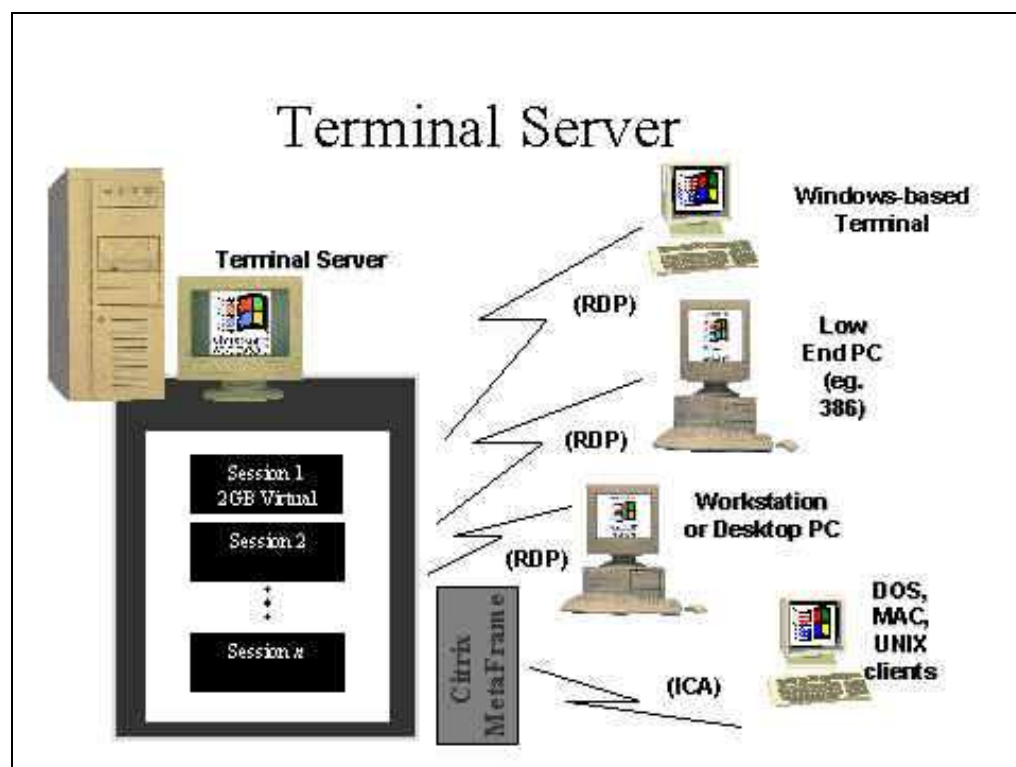 Terminal Server
Terminal Server
Windows-based
Terminal
(RDP)
Low
End PC
(eg.
386)
(RDP)
Session 1
2GB Virtual
Session 2
Session n
Workstation
or Desktop PC
(RDP)
Citrix
MetaFrame
DOS,
MAC,
UNIX
clients
(ICA)